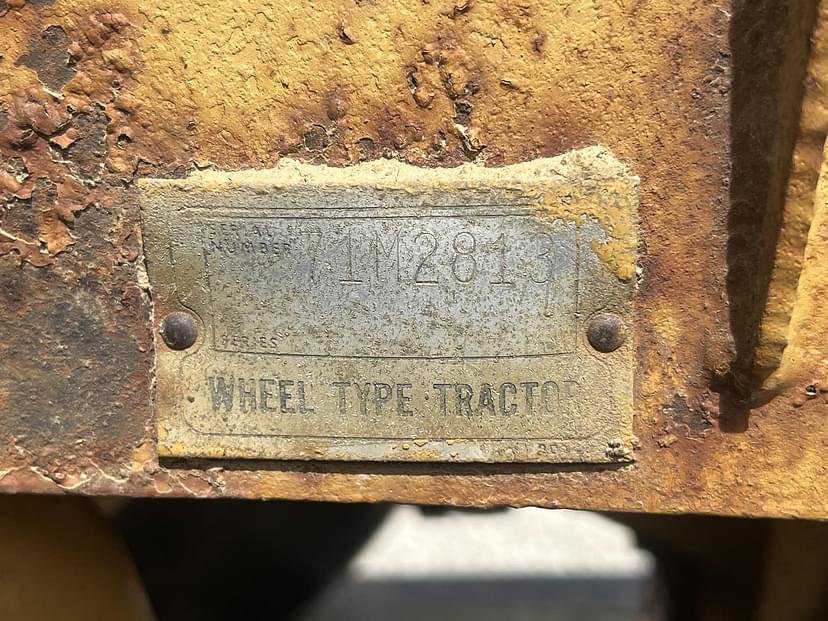 SERIAL
NUMBER 71M2813
SERIES
WHEEL TYPE TRACTOR